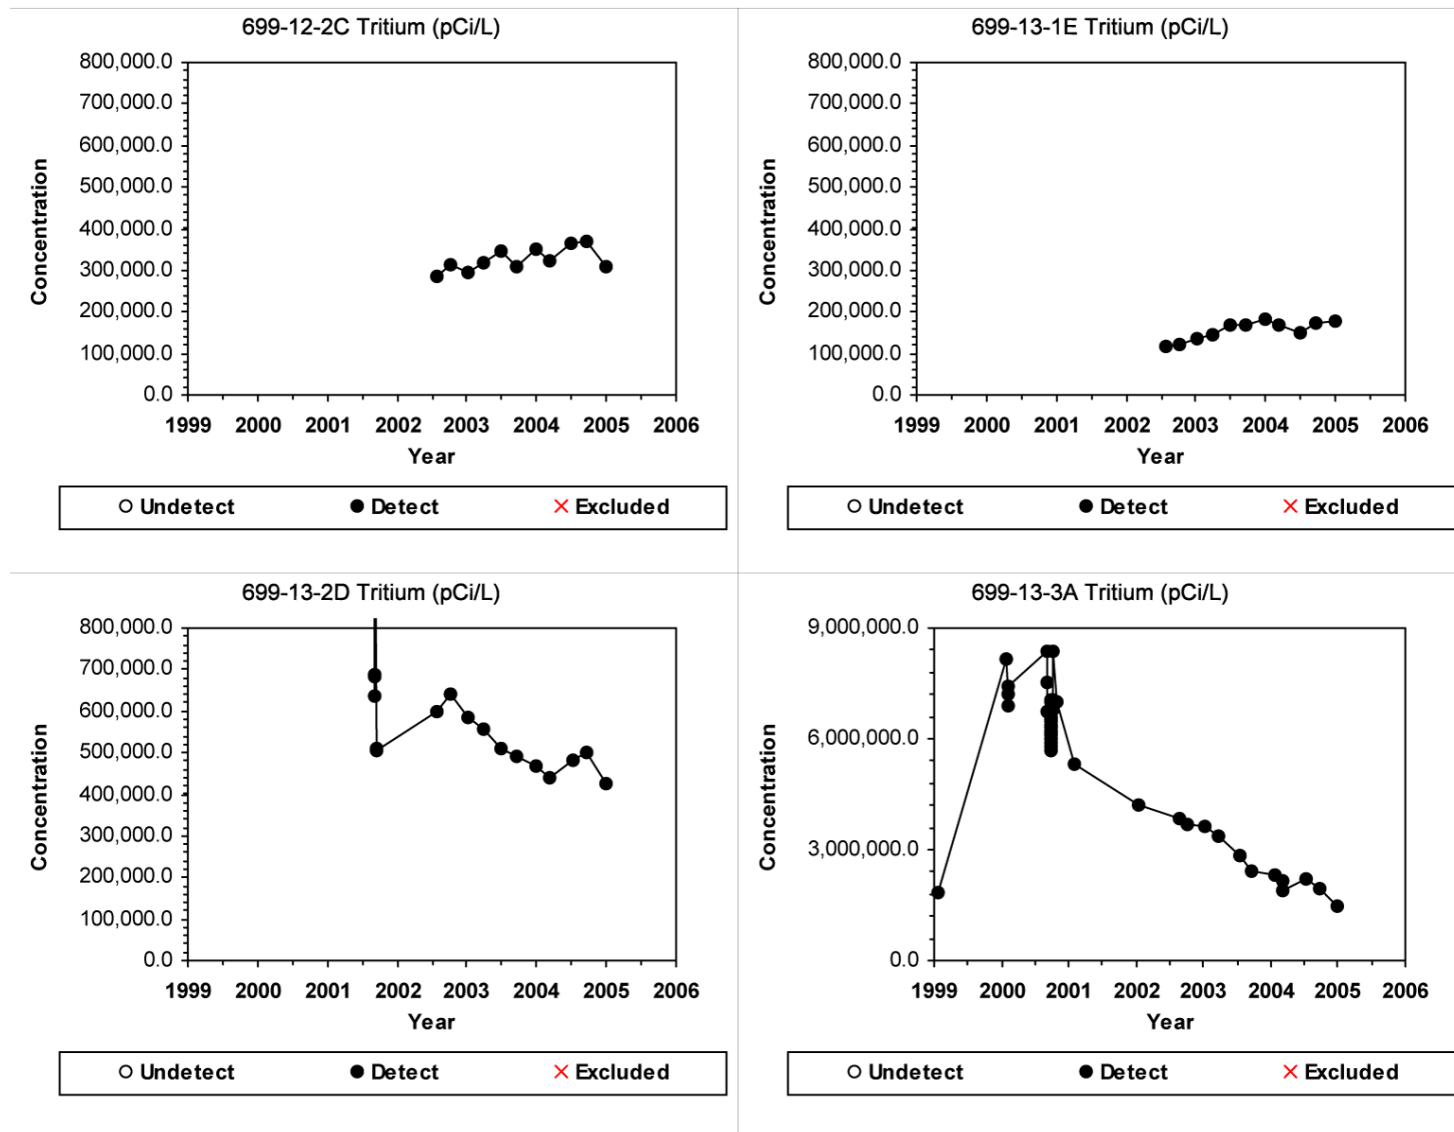 699-12-2C Tritium (pCi/L)
800,000.0
700,000.0
600,000.0
500,000.0
400,000.0
300,000.0
200,000.0
100,000.0
0.0
Concentration
1999 2000 2001 2002 2003 2004 2005 2006
Year
Undetect Detect Excluded
699-13-1E Tritium (pCi/L)
800,000.0
700,000.0
600,000.0
500,000.0
400,000.0
300,000.0
200,000.0
100,000.0
0.0
Concentration
1999 2000 2001 2002 2003 2004 2005 2006
Year
Undetect Detect Excluded
699-13-2D Tritium (pCi/L)
800,000.0
700,000.0
600,000.0
500,000.0
400,000.0
300,000.0
200,000.0
100,000.0
0.0
Concentration
1999 2000 2001 2002 2003 2004 2005 2006
Year
Undetect Detect Excluded
699-13-3A Tritium (pCi/L)
9,000,000.0
6,000,000.0
3,000,000.0
0.0
Concentration
1999 2000 2001 2002 2003 2004 2005 2006
Year
Undetect Detect Excluded